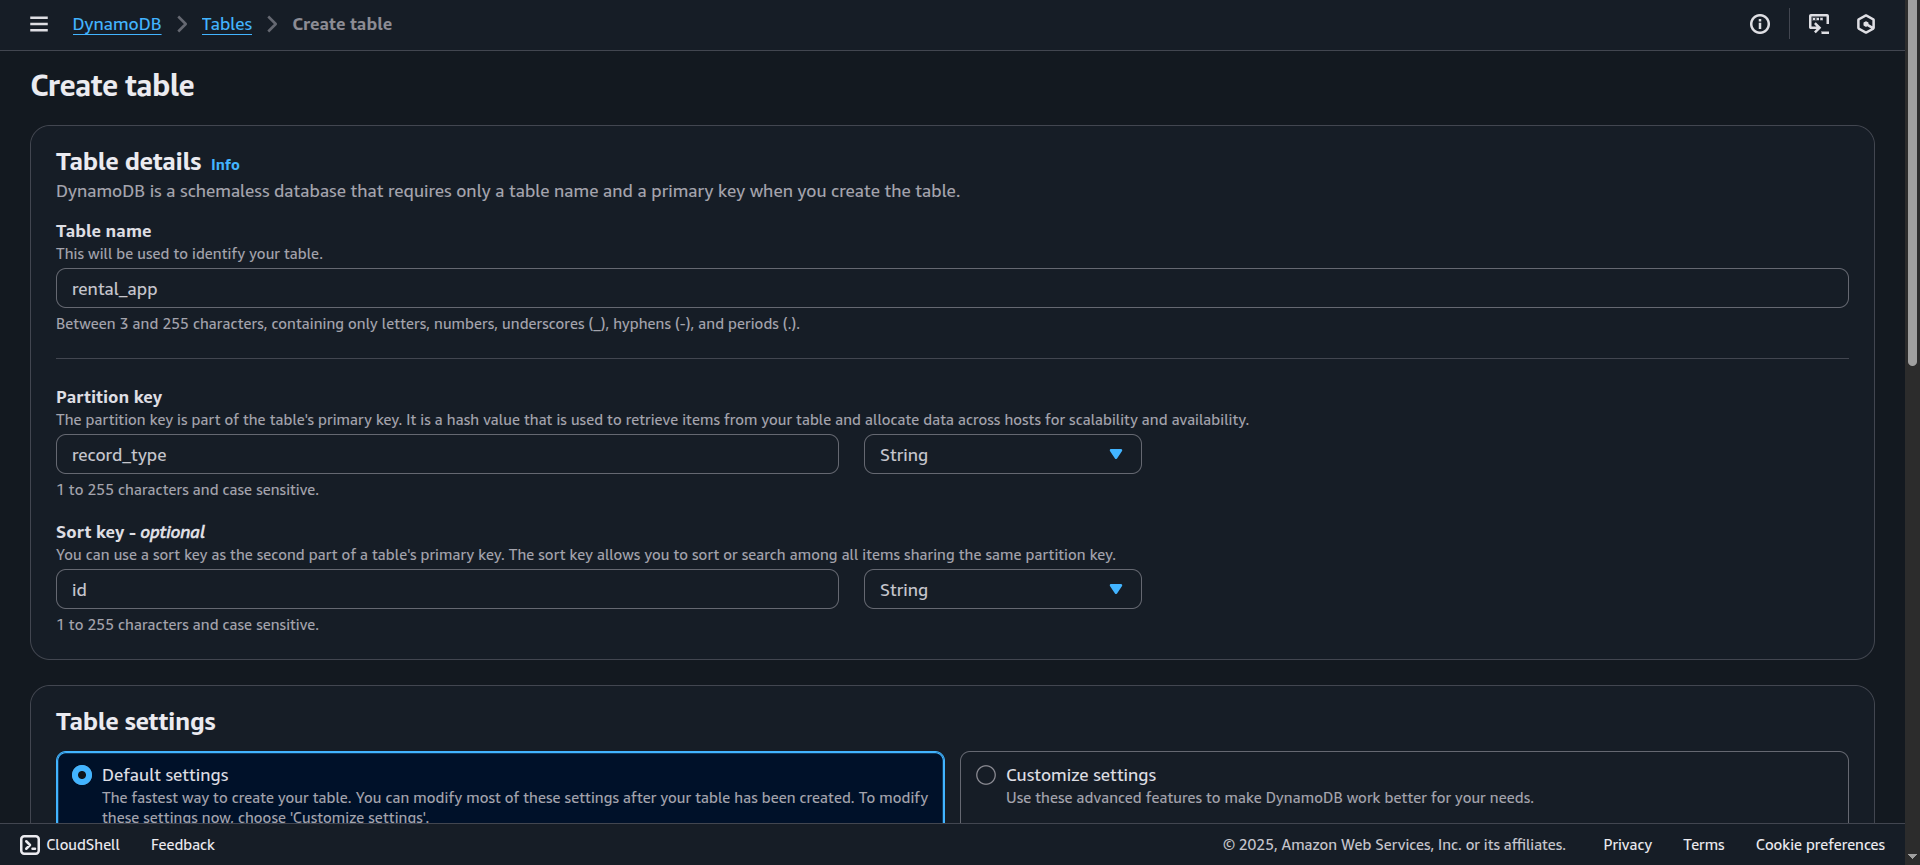 DynamoDB > Tables > Create table
Create table
Table details Info
DynamoDB is a schemaless database that requires only a table name and a primary key when you create the table.
Table name
This will be used to identify your table.
rental_app
Between 3 and 255 characters, containing only letters, numbers, underscores (_), hyphens (-), and periods (.).
Partition key
The partition key is part of the table's primary key. It is a hash value that is used to retrieve items from your table and allocate data across hosts for scalability and availability.
record_type String
1 to 255 characters and case sensitive.
Sort key - optional
You can use a sort key as the second part of a table's primary key. The sort key allows you to sort or search among all items sharing the same partition key.
id String
1 to 255 characters and case sensitive.
Table settings
Default settings
The fastest way to create your table. You can modify most of these settings after your table has been created. To modify
these settings now, choose 'Customize settings'.
Customize settings
Use these advanced features to make DynamoDB work better for your needs.
CloudShell Feedback © 2025, Amazon Web Services, Inc. or its affiliates. Privacy Terms Cookie preferences